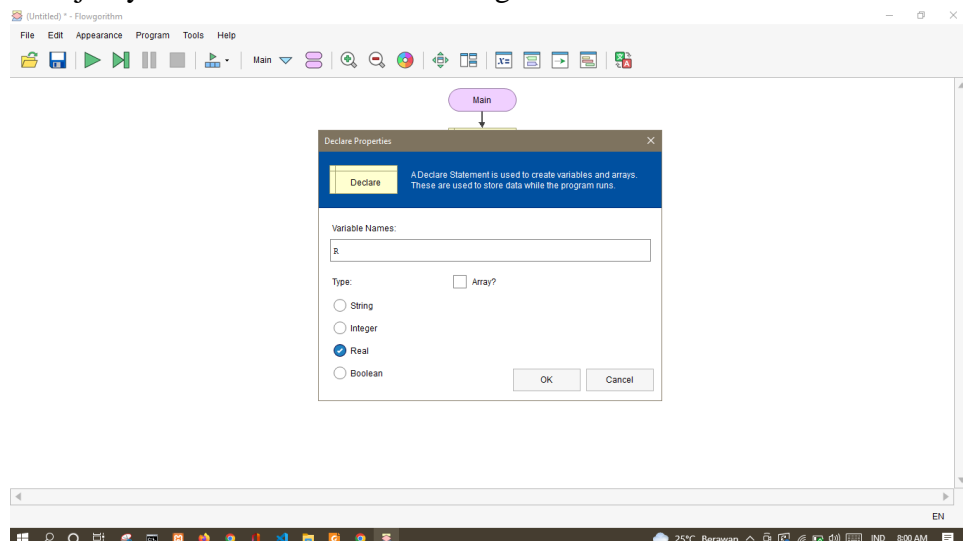 (Untitled) * - Flowgorithm
File Edit Appearance Program Tools Help
Main
x=
A
Main
Declare Properties
Declare
A Declare Statement is used to create variables and arrays.
These are used to store data while the program runs.
Variable Names:
R
Type:
Array?
String
Integer
Real
Boolean
OK Cancel
EN
25°C Berawan IND 8:00 AM